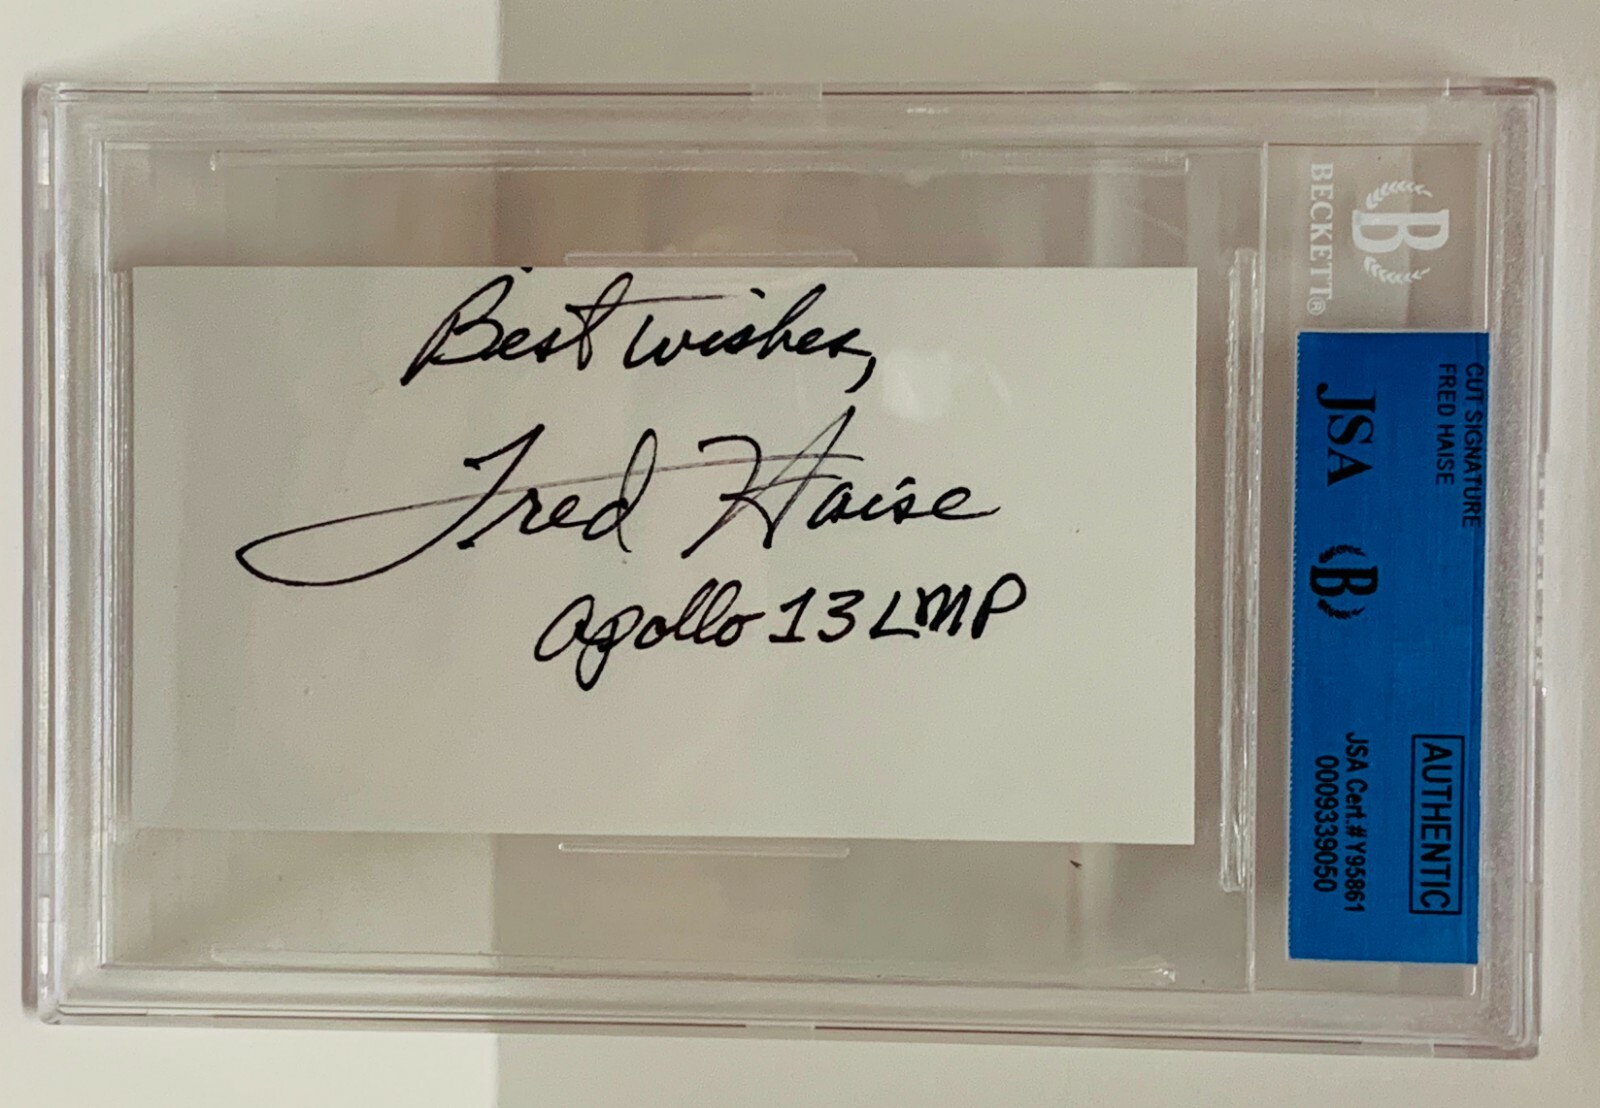 Best wishes,
Fred Haise
Apollo 13 LMP
BECKETT®
B
CUT SIGNATURE
FRED HAISE
JSA B
AUTHENTIC
JSA Cert.# Y95861
0009339050